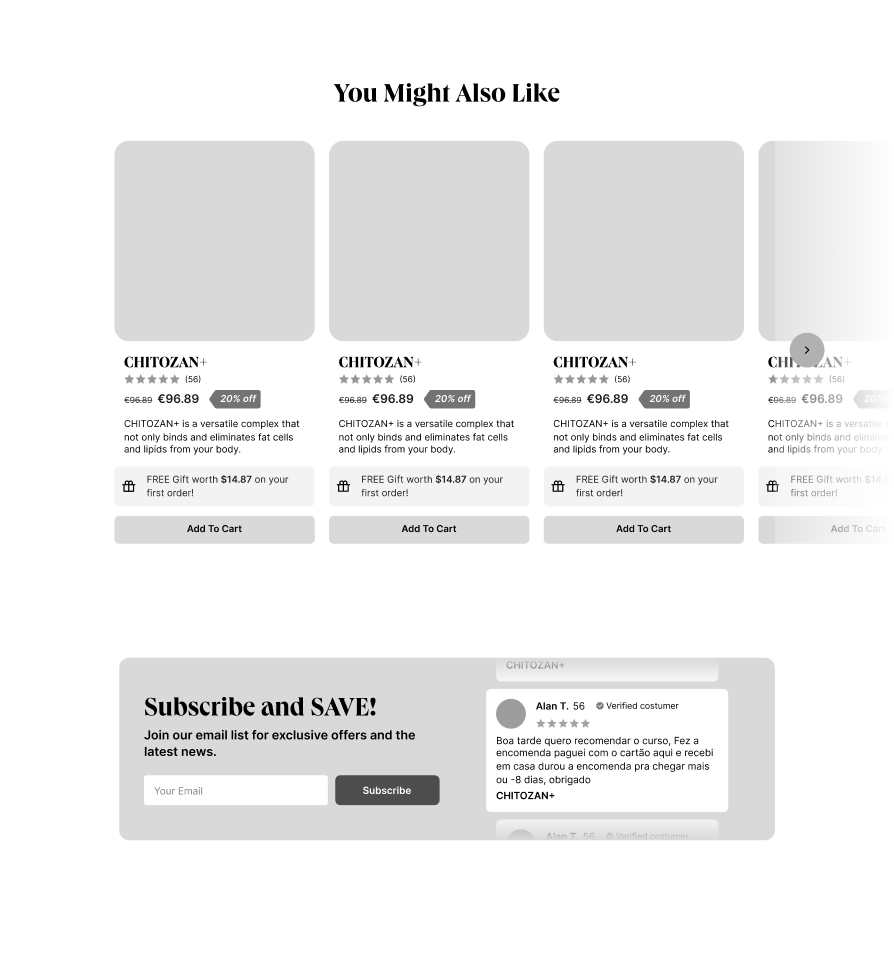 You Might Also Like
CHITOZAN+
(56)
€96.89 €96.89 20% off
CHITOZAN+ is a versatile complex that
not only binds and eliminates fat cells
and lipids from your body.
FREE Gift worth $14.87 on your
first order!
Add To Cart
CHITOZAN+
(56)
€96.89 €96.89 20% off
CHITOZAN+ is a versatile complex that
not only binds and eliminates fat cells
and lipids from your body.
FREE Gift worth $14.87 on your
first order!
Add To Cart
CHITOZAN+
(56)
€96.89 €96.89 20% off
CHITOZAN+ is a versatile complex that
not only binds and eliminates fat cells
and lipids from your body.
FREE Gift worth $14.87 on your
first order!
Add To Cart
(56)
€96.89 €96.89
CHITOZAN+ is a versatile
not only binds and
and lipids from your body.
FREE Gift worth
first order!
Add To Cart
Subscribe and SAVE!
Join our email list for exclusive offers and the
latest news.
Your Email
Subscribe
CHITOZAN+
Alan T. 56 Verified costumer
Boa tarde quero recomendar o curso, Fez a
encomenda paguei com o cartão aqui e recebi
em casa durou a encomenda pra chegar mais
ou -8 dias, obrigado
CHITOZAN+
Alan T. 56 Verified costumer